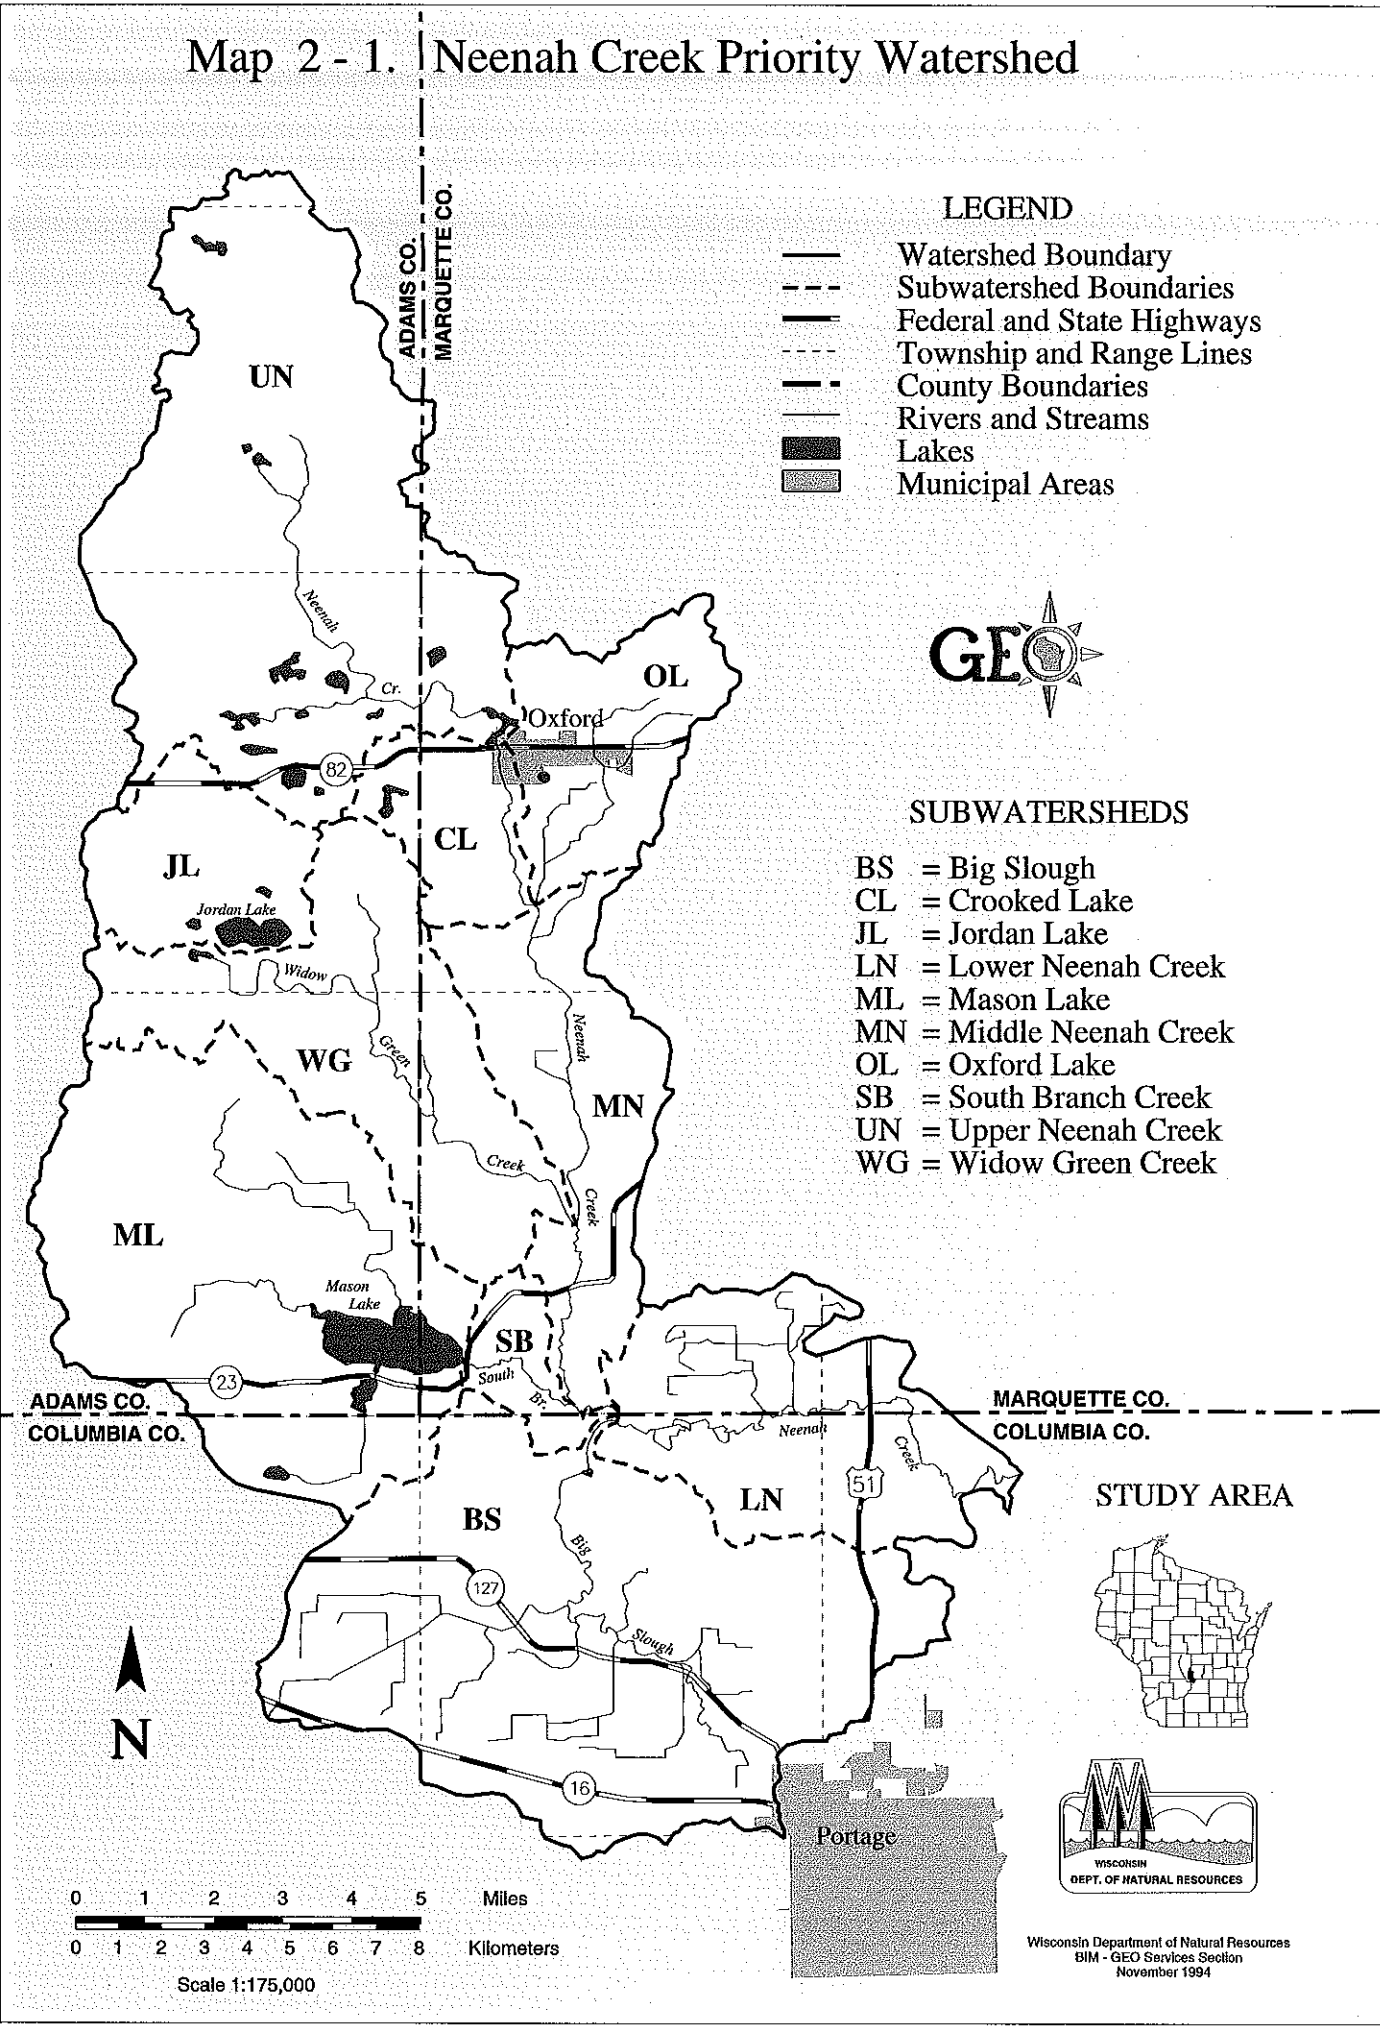 Map 2 - 1. Neenah Creek Priority Watershed
ADAMS CO.
MARQUETTE CO.
LEGEND
Watershed Boundary
Subwatershed Boundaries
Federal and State Highways
Township and Range Lines
County Boundaries
Rivers and Streams
Lakes
Municipal Areas
UN
Neenah
Cr.
GEO
OL
Oxford
82
CL
JL
Jordan Lake
Widow
SUBWATERSHEDS
BS = Big Slough
CL = Crooked Lake
JL = Jordan Lake
LN = Lower Neenah Creek
ML = Mason Lake
MN = Middle Neenah Creek
OL = Oxford Lake
SB = South Branch Creek
UN = Upper Neenah Creek
WG = Widow Green Creek
Neenah
WG
Green
MN
Creek
Creek
ML
Mason
Lake
SB
South
Br.
23
ADAMS CO.
COLUMBIA CO.
MARQUETTE CO.
COLUMBIA CO.
Neenah
Creek
51
LN
BS
Big
127
Slough
STUDY AREA
N
16
Portage
WISCONSIN
DEPT. OF NATURAL RESOURCES
0 1 2 3 4 5 Miles
0 1 2 3 4 5 6 7 8 Kilometers
Scale 1:175,000
Wisconsin Department of Natural Resources
BIM - GEO Services Section
November 1994